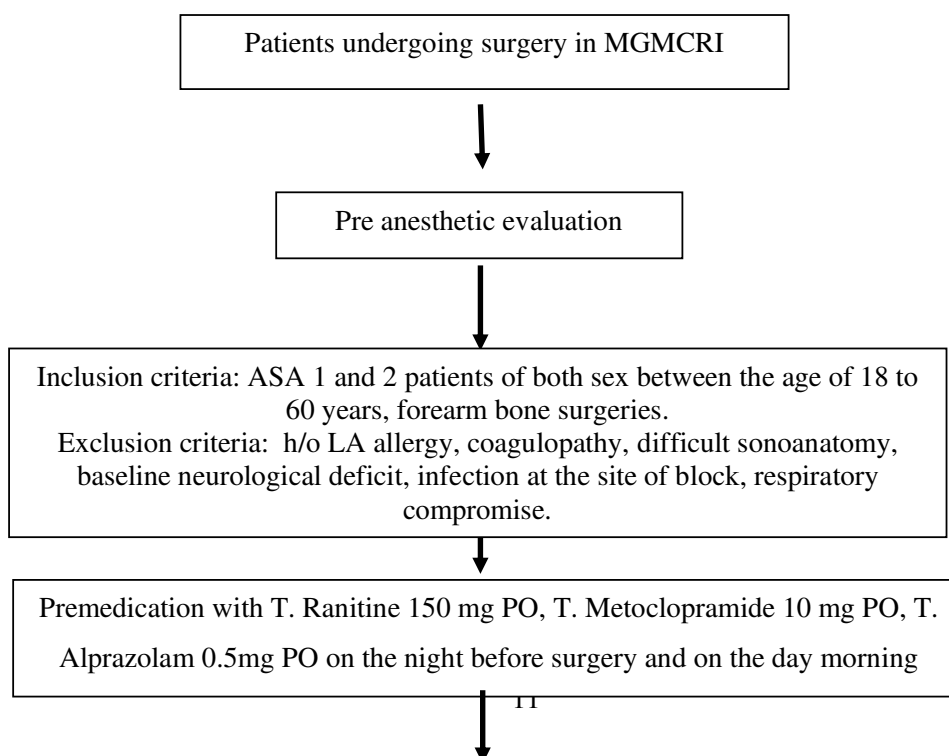 Patients undergoing surgery in MGMCRI
Pre anesthetic evaluation
Inclusion criteria: ASA 1 and 2 patients of both sex between the age of 18 to
60 years, forearm bone surgeries.
Exclusion criteria: h/o LA allergy, coagulopathy, difficult sonoanatomy,
baseline neurological deficit, infection at the site of block, respiratory
compromise.
Premedication with T. Ranitine 150 mg PO, T. Metoclopramide 10 mg PO, T.
Alprazolam 0.5mg PO on the night before surgery and on the day morning
11